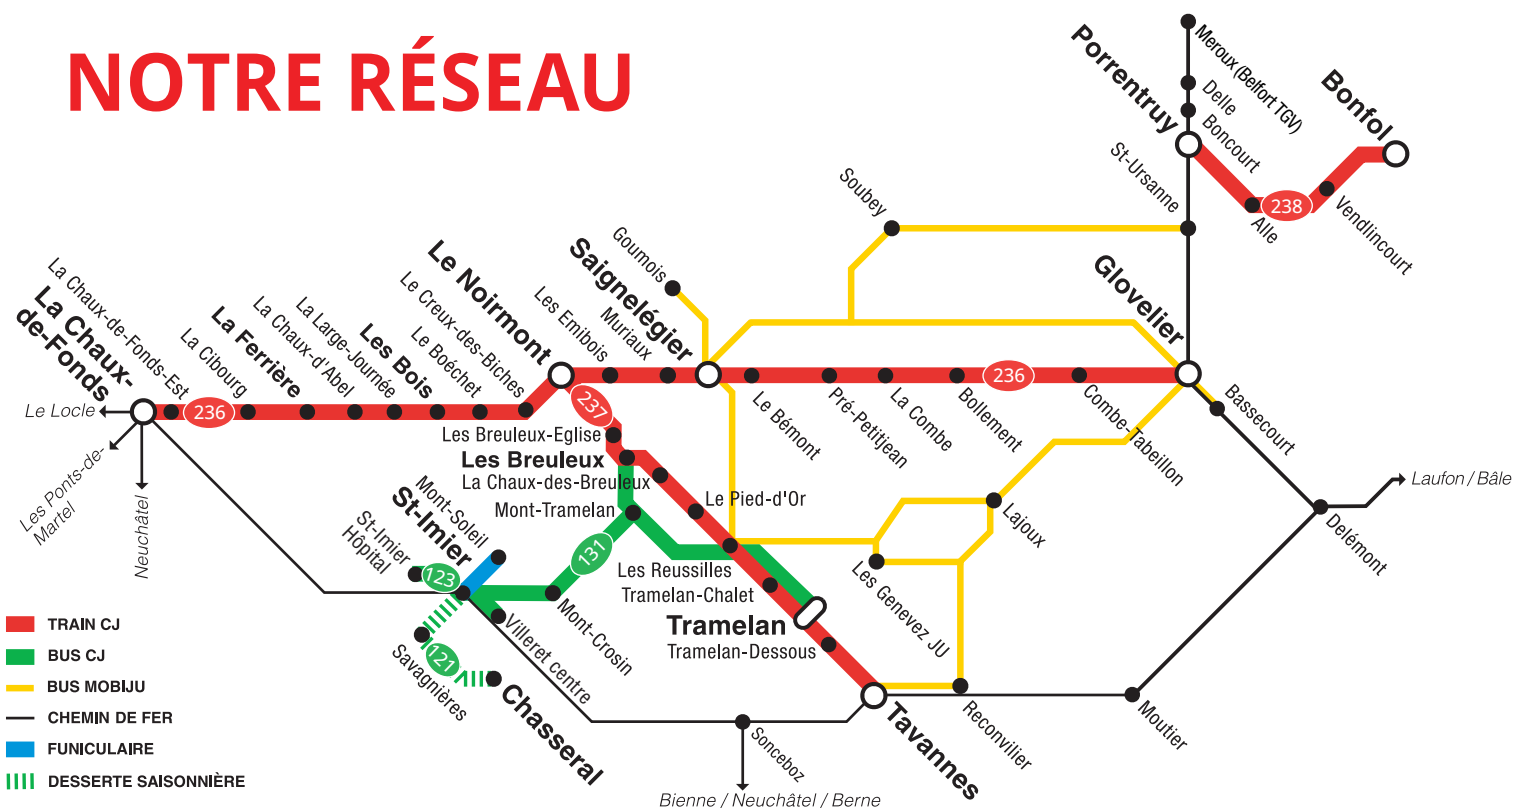 NOTRE RÉSEAU
Meroux (Belfort TGV)
Delle
Boncourt
Porrentruy
Bonfol
St-Ursanne
Alle
238
Vendlincourt
Soubey
Goumois
Glovelier
Saignelégier
Le Noirmont
Le Creux-des-Biches
Les Emibois
Muriaux
La Chaux-de-Fonds-Est
La Chaux-
de-Fonds
La Cibourg
La Ferrière
La Chaux-d'Abel
La Large-Journée
Les Bois
Le Boéchet
Le Locle
236
237
236
Le Bémont
Pré-Petitjean
La Combe
Bollement
Combe-Tabeillon
Bassecourt
Les Ponts-de-
Martel
Neuchâtel
Les Breuleux-Eglise
Les Breuleux
La Chaux-des-Breuleux
Mont-Tramelan
Le Pied-d'Or
Laufon / Bâle
Delémont
Lajoux
Les Genevez JU
Mont-Soleil
St-Imier
St-Imier
Hôpital
123
131
Les Reussilles
Tramelan-Chalet
Tramelan
Tramelan-Dessous
Mont-Crosin
Villeret centre
Savagnières
121
Chasseral
Tavannes
Reconvilier
Moutier
Sonceboz
Bienne / Neuchâtel / Berne
TRAIN CJ
BUS CJ
BUS MOBIJU
CHEMIN DE FER
FUNICULAIRE
DESSERTE SAISONNIÈRE